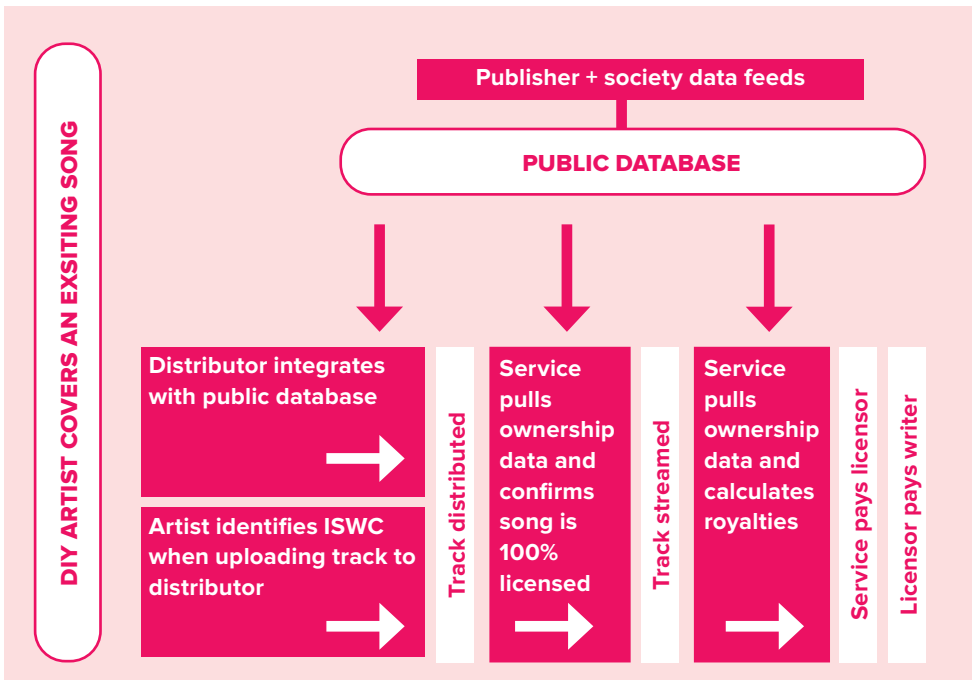 DIY ARTIST COVERS AN EXSITING SONG
Publisher + society data feeds
PUBLIC DATABASE
Distributor integrates
with public database
Artist identifies ISWC
when uploading track to
distributor
Track distributed
Service
pulls
ownership
data and
confirms
song is
100%
licensed
Track streamed
Service
pulls
ownership
data and
calculates
royalties
Service pays licensor
Licensor pays writer